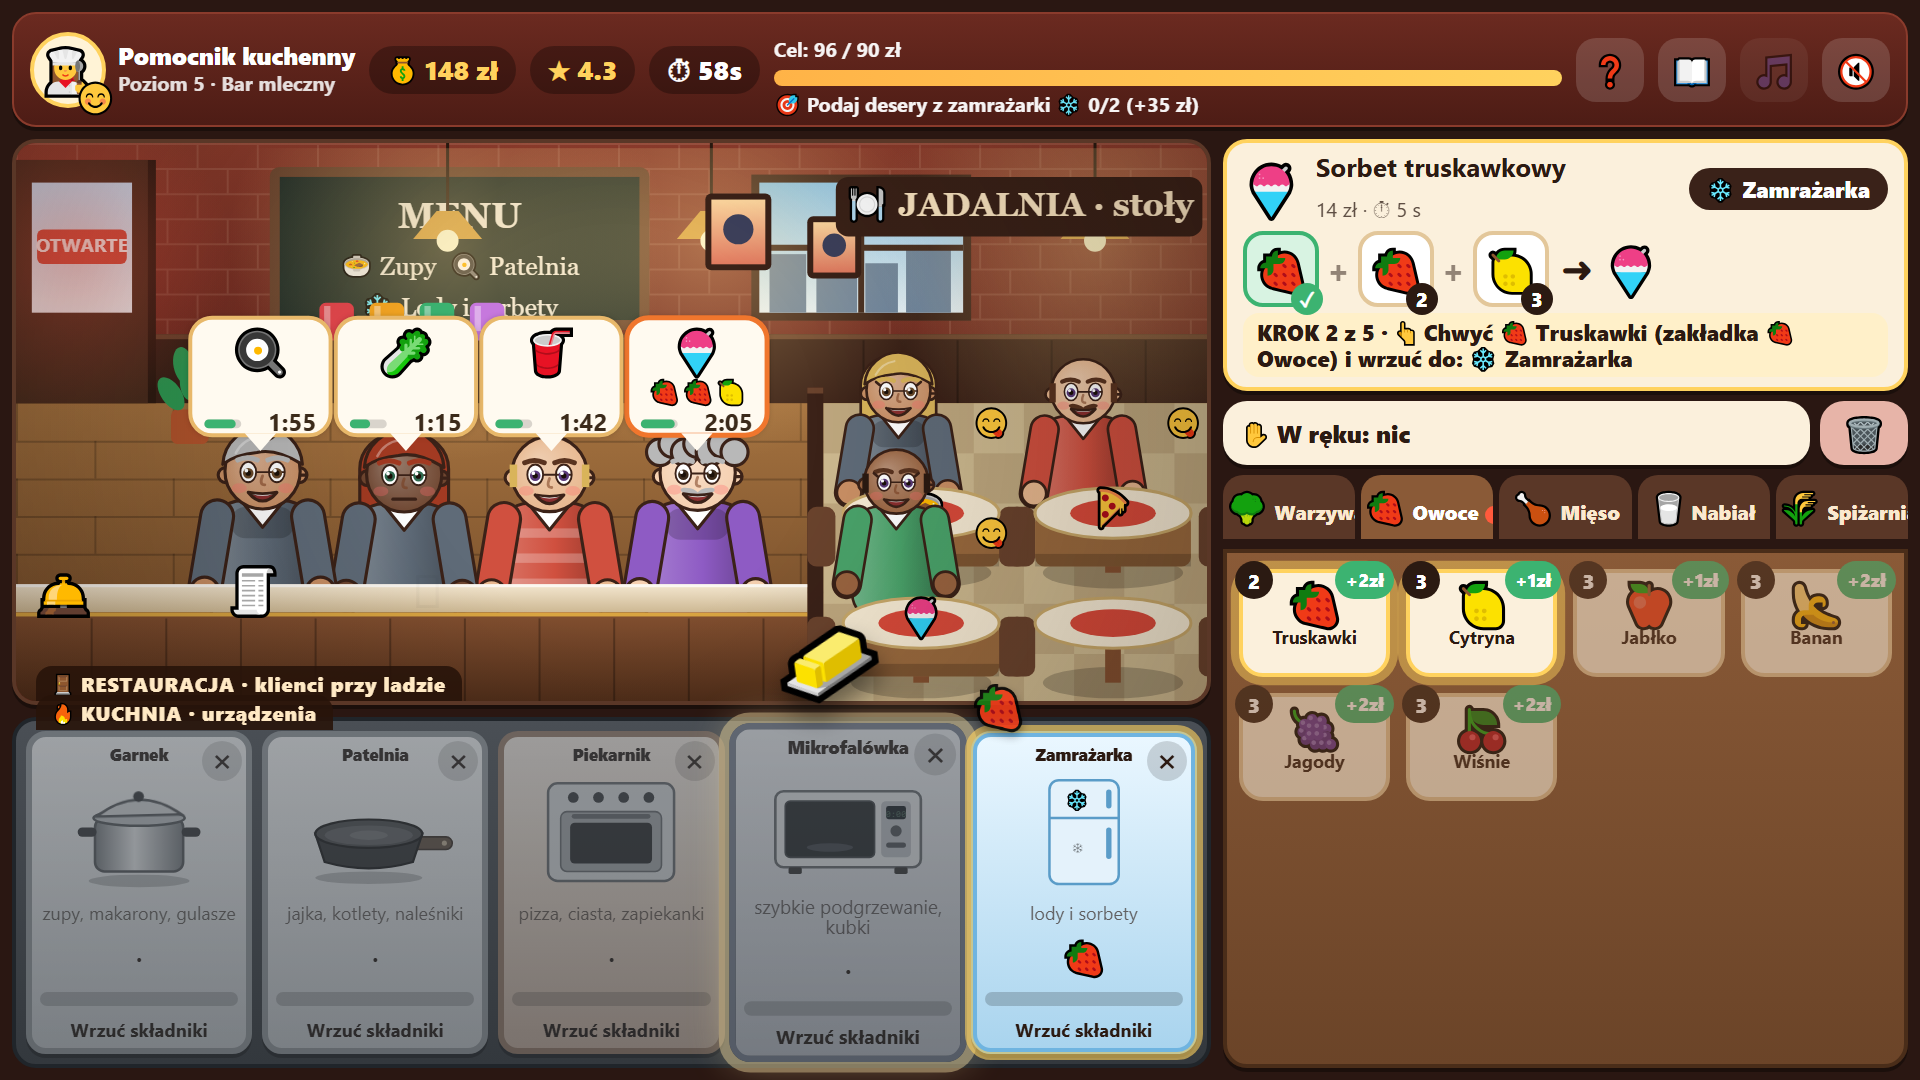 Pomocnik kuchenny
Poziom 5 · Bar mleczny
148 zł
★ 4.3
58s
Cel: 96 / 90 zł
Podaj desery z zamrażarki 0/2 (+35 zł)
OTWARTE
MENU
Zupy Patelnia
Lody i sorbety
JADALNIA · stoły
1:55
1:15
1:42
2:05
RESTAURACJA · klienci przy ladzie
KUCHNIA · urządzenia
Garnek
zupy, makarony, gulasze
Wrzuć składniki
Patelnia
jajka, kotlety, naleśniki
Wrzuć składniki
Piekarnik
pizza, ciasta, zapiekanki
Wrzuć składniki
Mikrofalówka
szybkie podgrzewanie,
kubki
Wrzuć składniki
Zamrażarka
lody i sorbety
Wrzuć składniki
Sorbet truskawkowy
14 zł · 5 s
Zamrażarka
+ 2 + 3 →
KROK 2 z 5 · Chwyć Truskawki (zakładka
Owoce) i wrzuć do: Zamrażarka
W ręku: nic
Warzyw
Owoce
Mięso
Nabiał
Spiżarni
2 +2zł
Truskawki
3 +1zł
Cytryna
3 +1zł
Jabłko
3 +2zł
Banan
3 +2zł
Jagody
3 +2zł
Wiśnie